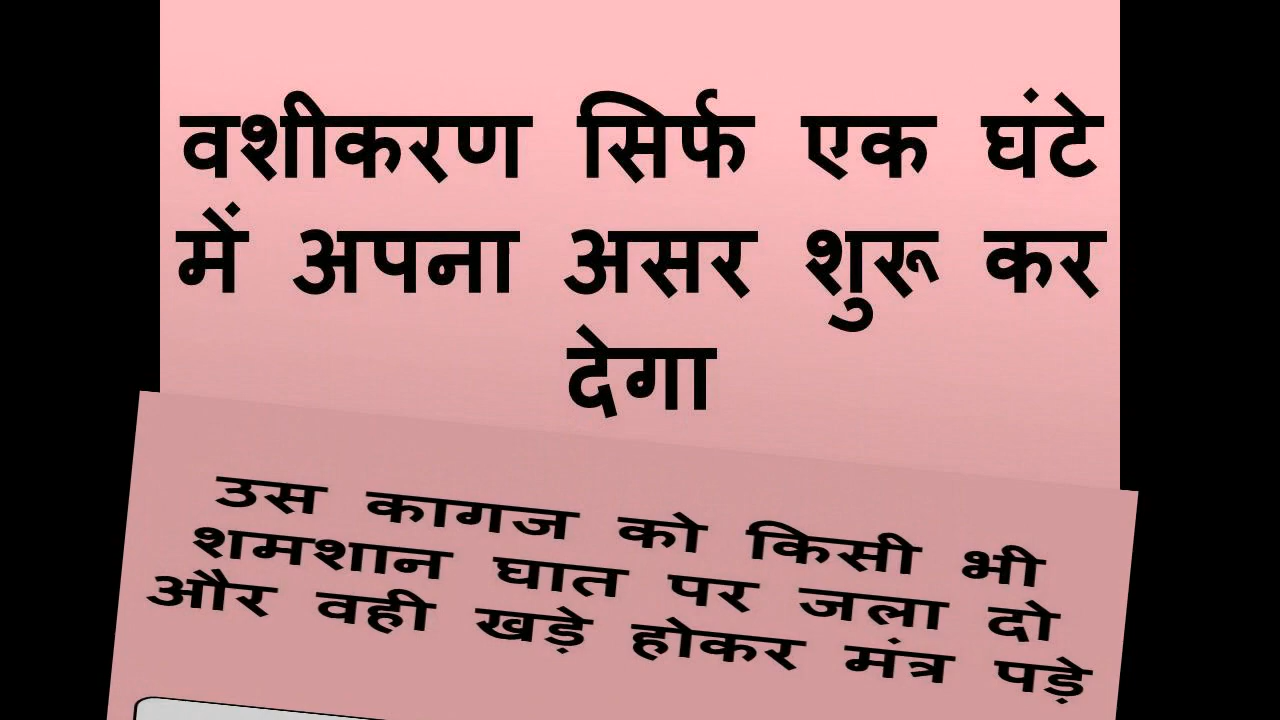 वशीकरण सिर्फ एक घंटे
में अपना असर शुरू कर
देगा
उस कागज को किसी भी
शमशान घात पर जला दो
और वही खड़े होकर मंत्र पड़े